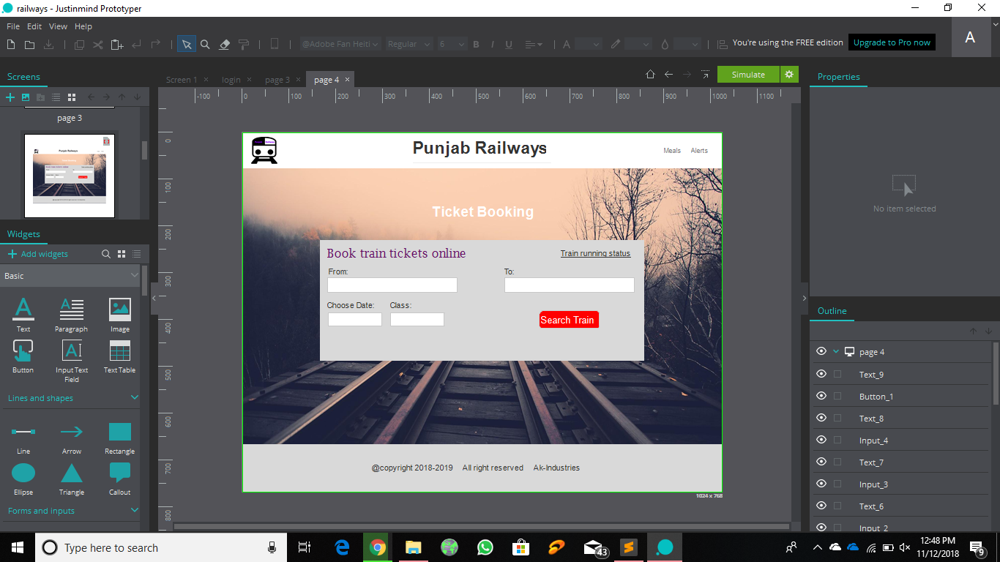 railways - Justinmind Prototyper
File Edit View Help
@Adobe Fan Heiti Regular 6 B I U A
You're using the FREE edition Upgrade to Pro now A
Screens
Screen 1 login page 3 page 4
Simulate
Properties
-100 0 100 200 300 400 500 600 700 800 900 1000 1100
page 3
0 100 200 300 400 500 600 700 800
Punjab Railways
Meals Alerts
Ticket Booking
Book train tickets online
Train running status
From:
To:
Choose Date: Class:
Search Train
@copyright 2018-2019 All right reserved Ak-Industries
1024 x 768
No item selected
Widgets
Add widgets
Basic
Text Paragraph Image
Button Input Text Field Text Table
Lines and shapes
Line Arrow Rectangle
Ellipse Triangle Callout
Forms and inputs
Outline
page 4
Text_9
Button_1
Text_8
Input_4
Text_7
Input_3
Text_6
Input_2
Type here to search
43
12:48 PM
11/12/2018
9